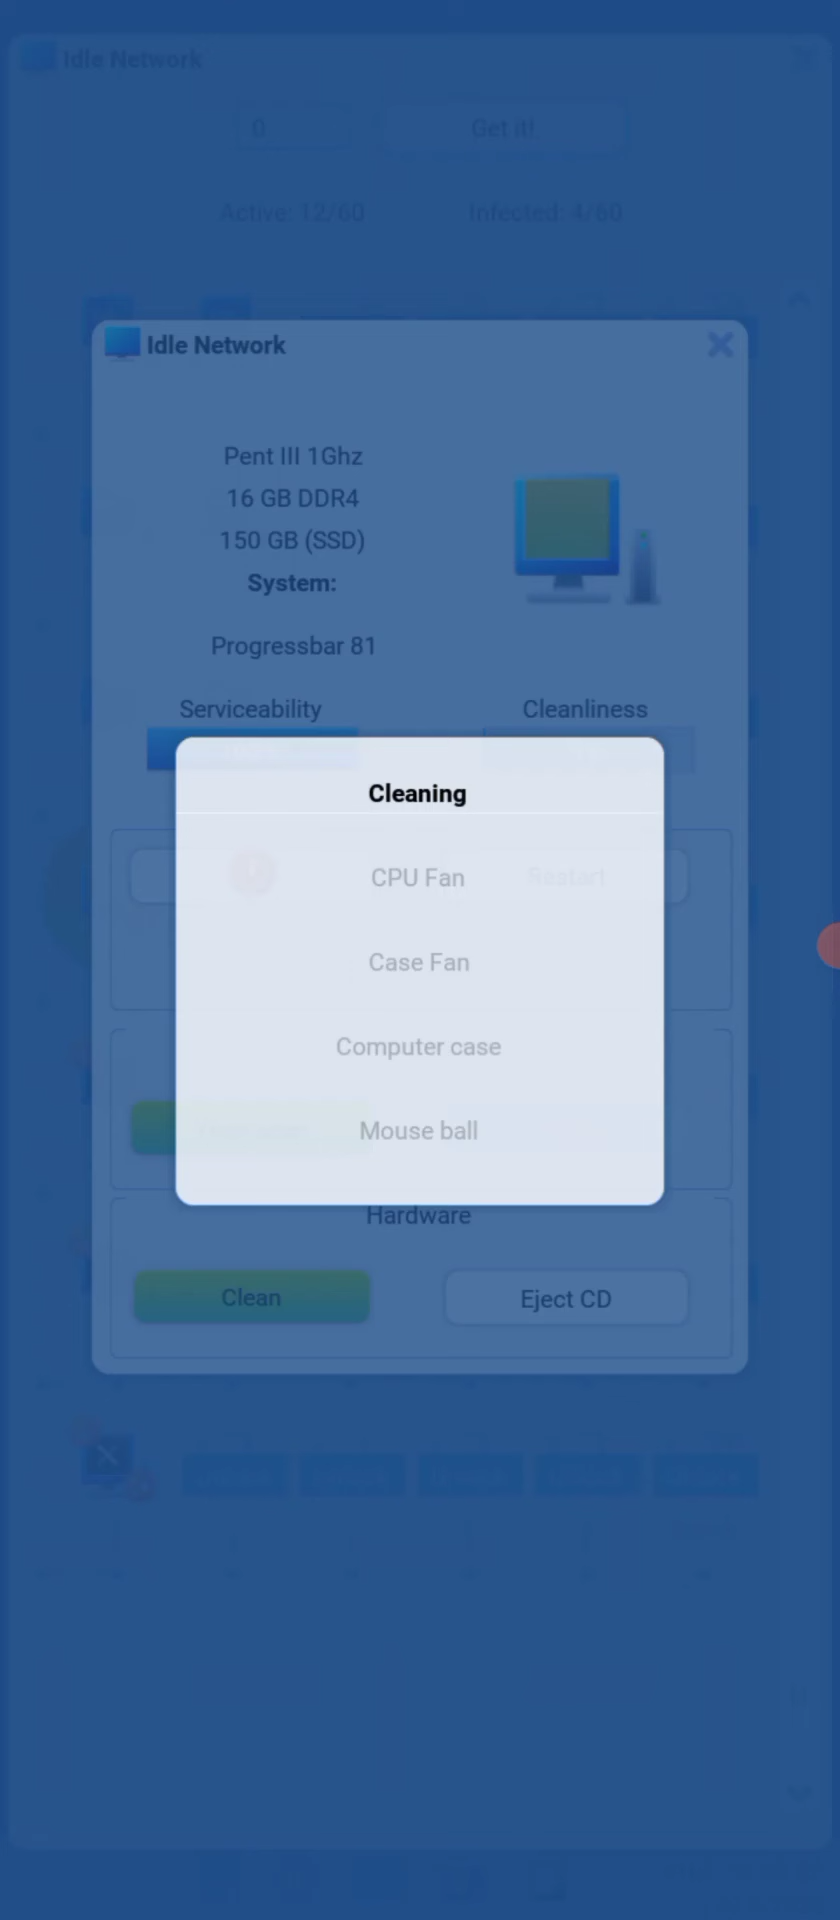 Idle Network
0
Get it!
Active: 12/60
Infected: 4/60
Idle Network
Pent III 1Ghz
16 GB DDR4
150 GB (SSD)
System:
Progressbar 81
Serviceability
Cleanliness
Cleaning
CPU Fan
Restart
Case Fan
Computer case
Mouse ball
Hardware
Clean
Eject CD